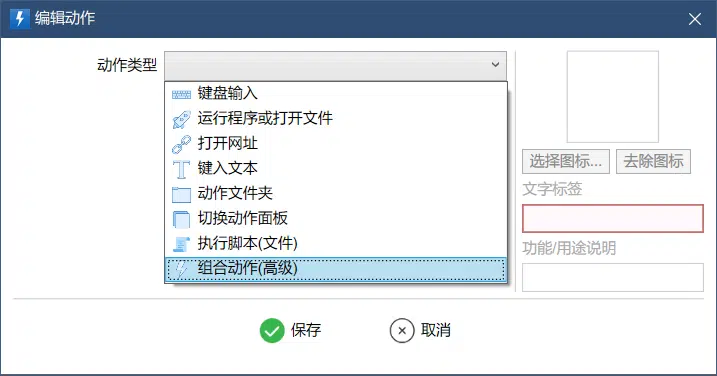 编辑动作
动作类型
键盘输入
运行程序或打开文件
打开网址
键入文本
动作文件夹
切换动作面板
执行脚本(文件)
组合动作(高级)
选择图标... 去除图标
文字标签
功能/用途说明
保存 取消